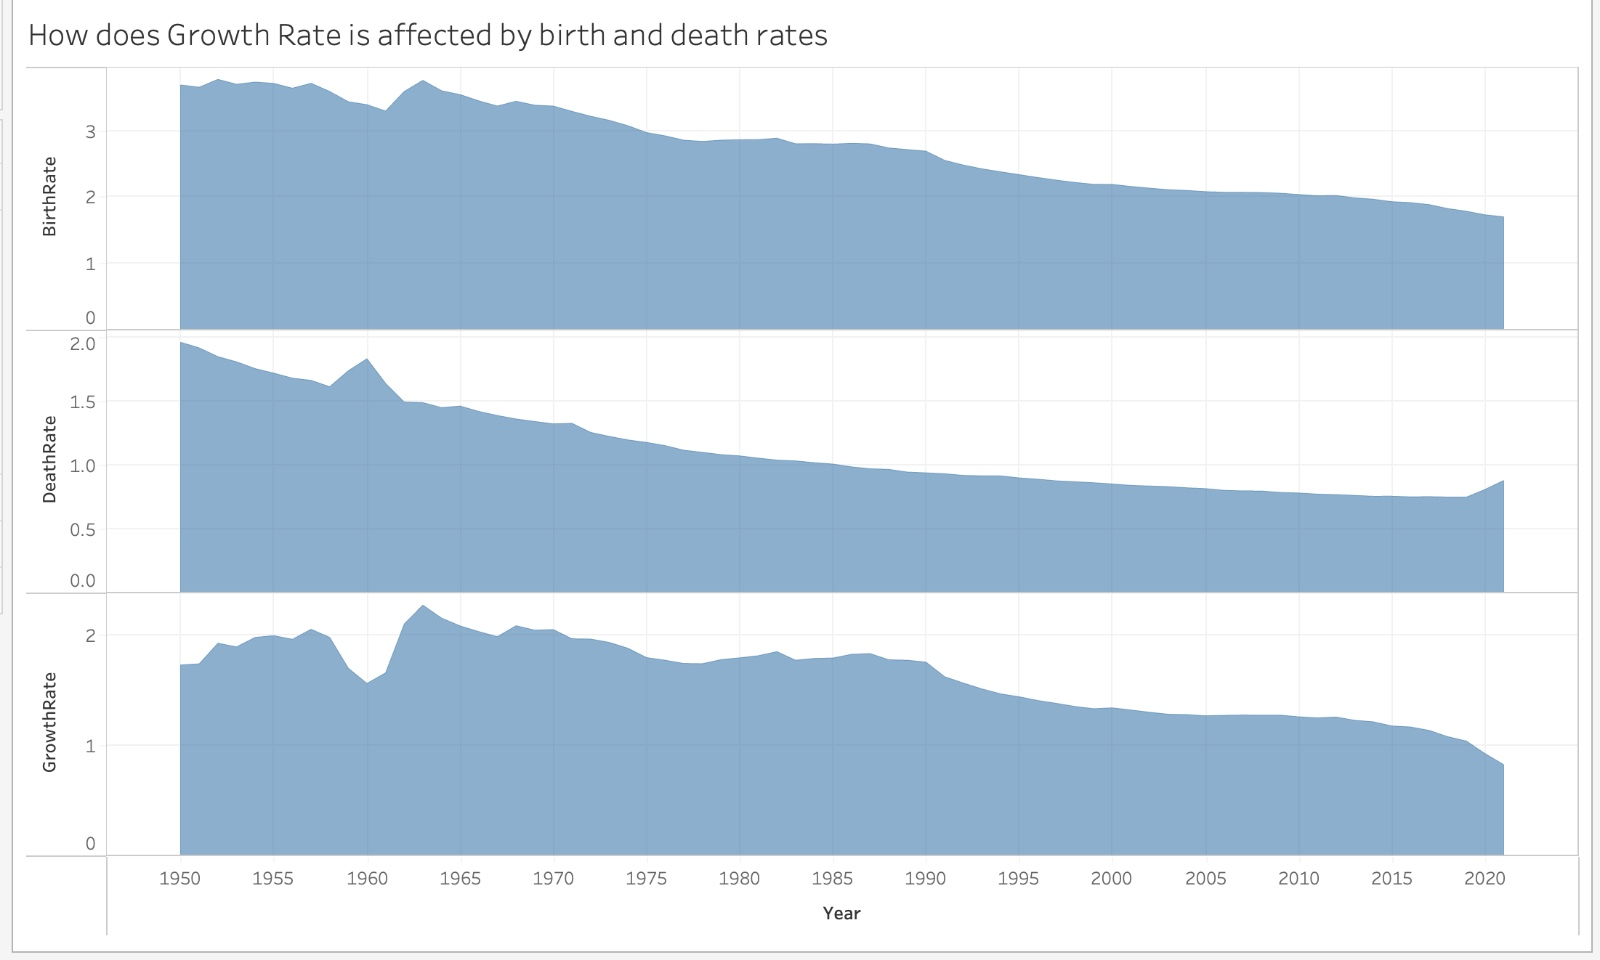 How does Growth Rate is affected by birth and death rates
BirthRate
3
2
1
0
DeathRate
2.0
1.5
1.0
0.5
0.0
GrowthRate
2
1
0
1950 1955 1960 1965 1970 1975 1980 1985 1990 1995 2000 2005 2010 2015 2020
Year